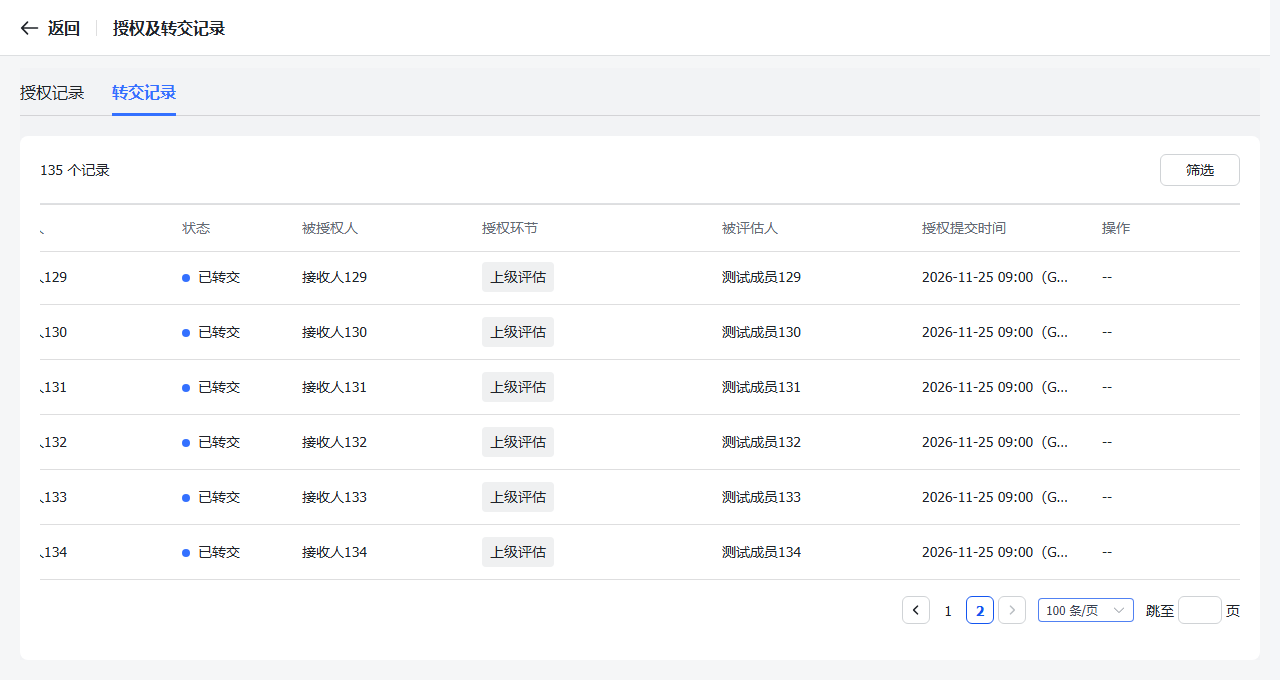 返回 授权及转交记录
授权记录 转交记录
135 个记录 筛选
状态 被授权人 授权环节 被评估人 授权提交时间 操作
129 已转交 接收人129 上级评估 测试成员129 2026-11-25 09:00（G... --
130 已转交 接收人130 上级评估 测试成员130 2026-11-25 09:00（G... --
131 已转交 接收人131 上级评估 测试成员131 2026-11-25 09:00（G... --
132 已转交 接收人132 上级评估 测试成员132 2026-11-25 09:00（G... --
133 已转交 接收人133 上级评估 测试成员133 2026-11-25 09:00（G... --
134 已转交 接收人134 上级评估 测试成员134 2026-11-25 09:00（G... --
1 2 100 条/页 跳至 页